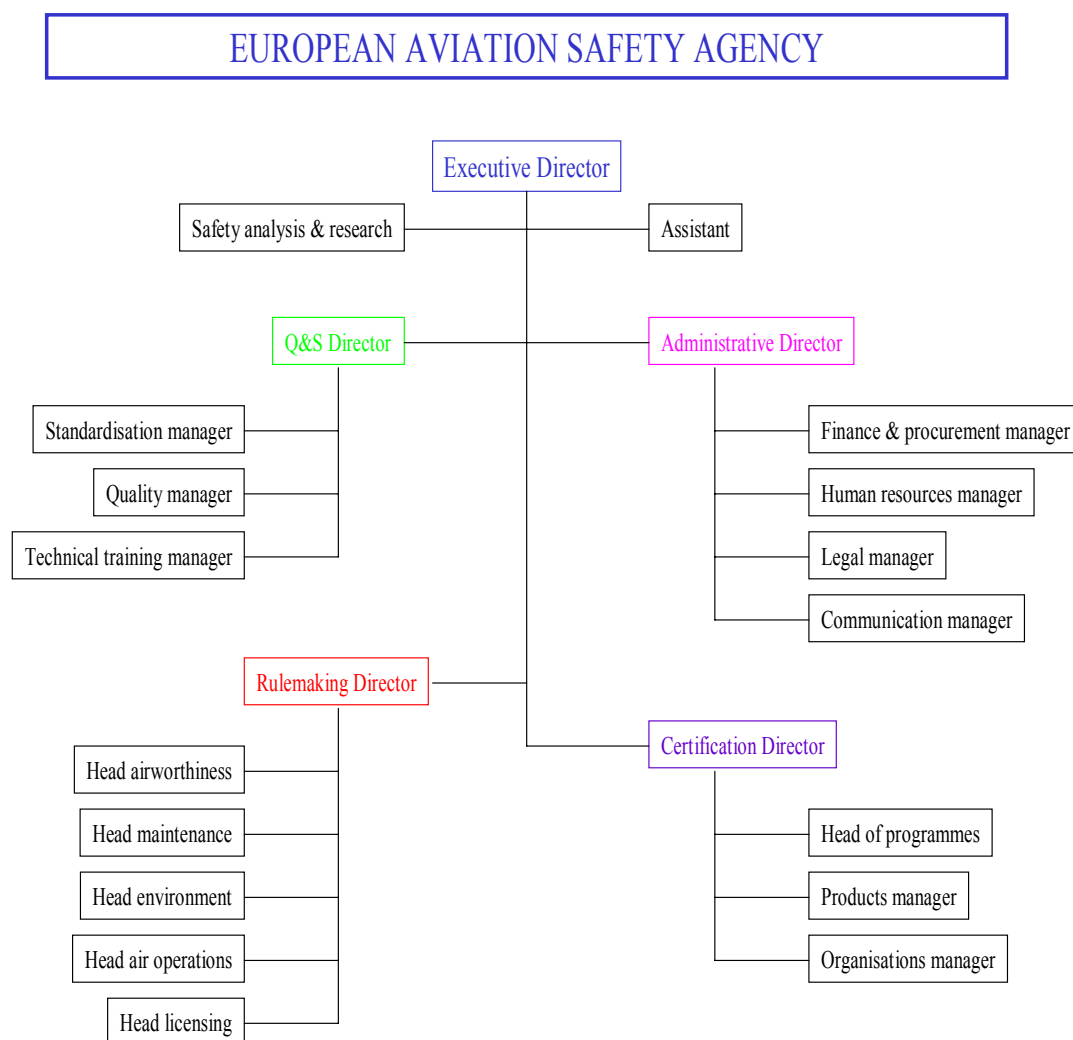 EUROPEAN AVIATION SAFETY AGENCY
Executive Director
Safety analysis & research
Assistant
Q&S Director
Administrative Director
Standardisation manager
Finance & procurement manager
Quality manager
Human resources manager
Technical training manager
Legal manager
Communication manager
Rulemaking Director
Certification Director
Head airworthiness
Head maintenance
Head of programmes
Head environment
Products manager
Head air operations
Organisations manager
Head licensing